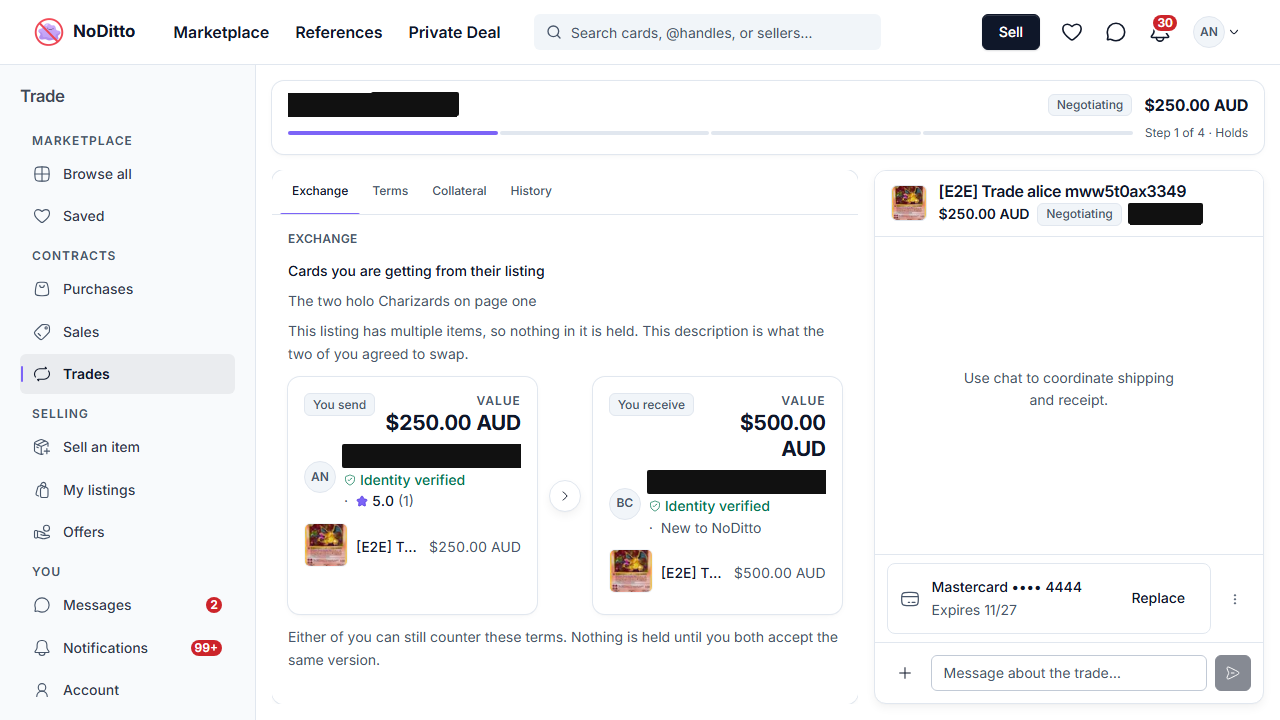 NoDitto
Marketplace
References
Private Deal
Search cards, @handles, or sellers...
Sell
30
AN
Trade
MARKETPLACE
Browse all
Saved
CONTRACTS
Purchases
Sales
Trades
SELLING
Sell an item
My listings
Offers
YOU
Messages
2
Notifications
99+
Account
Negotiating
$250.00 AUD
Step 1 of 4 · Holds
Exchange
Terms
Collateral
History
EXCHANGE
Cards you are getting from their listing
The two holo Charizards on page one
This listing has multiple items, so nothing in it is held. This description is what the
two of you agreed to swap.
You send
VALUE
$250.00 AUD
AN
Identity verified
· 5.0 (1)
[E2E] T... $250.00 AUD
You receive
VALUE
$500.00
AUD
BC
Identity verified
· New to NoDitto
[E2E] T... $500.00 AUD
Either of you can still counter these terms. Nothing is held until you both accept the
same version.
[E2E] Trade alice mww5t0ax3349
$250.00 AUD
Negotiating
Use chat to coordinate shipping
and receipt.
Mastercard •••• 4444
Expires 11/27
Replace
Message about the trade...